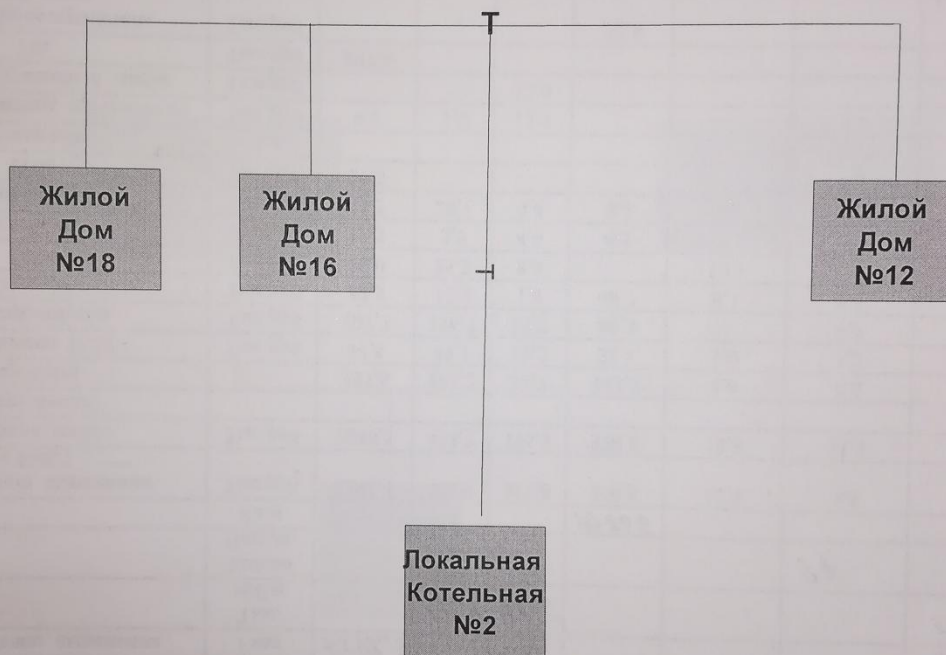 Т
Жилой
Дом
№18
Жилой
Дом
№16
Жилой
Дом
№12
Т
Локальная
Котельная
№2